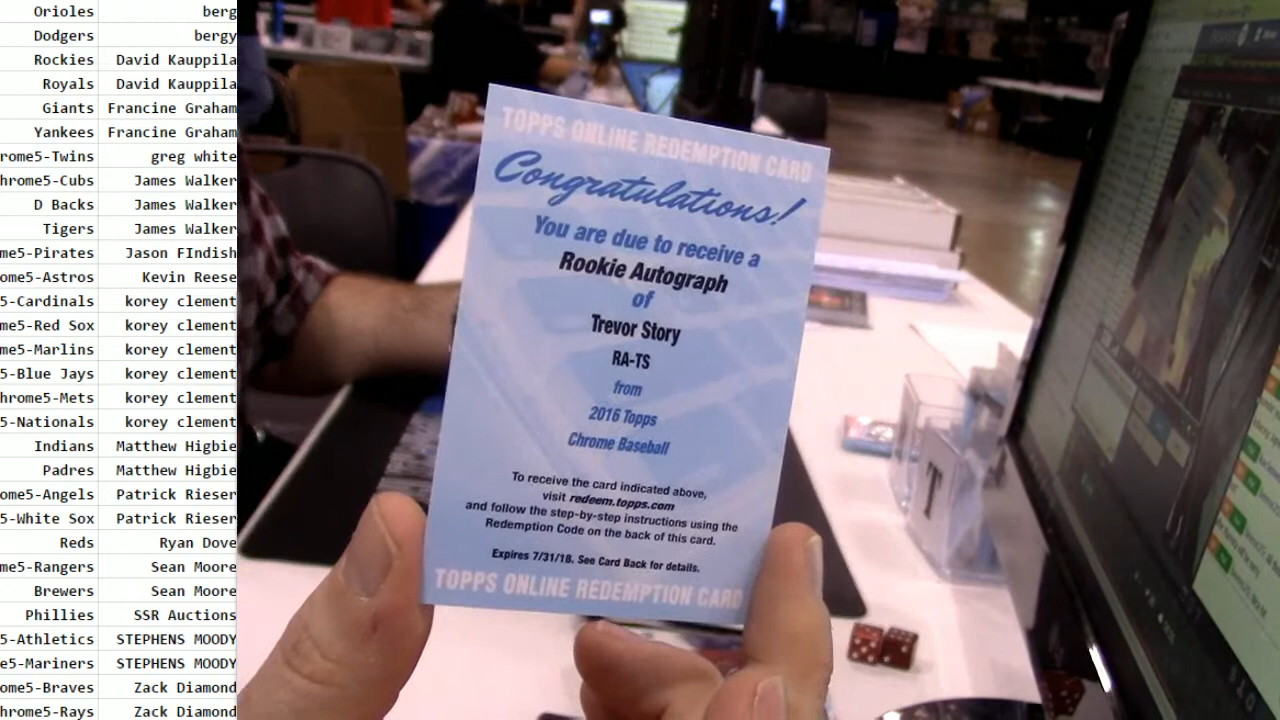 Orioles berg
Dodgers bergy
Rockies David Kauppila
Royals David Kauppila
Giants Francine Graham
Yankees Francine Graham
rome5-Twins greg white
hrome5-Cubs James Walker
D Backs James Walker
Tigers James Walker
me5-Pirates Jason FIndish
ome5-Astros Kevin Reese
5-Cardinals korey clement
me5-Red Sox korey clement
me5-Marlins korey clement
5-Blue Jays korey clement
hrome5-Mets korey clement
5-Nationals korey clement
Indians Matthew Higbie
Padres Matthew Higbie
ome5-Angels Patrick Rieser
5-White Sox Patrick Rieser
Reds Ryan Dove
me5-Rangers Sean Moore
Brewers Sean Moore
Phillies SSR Auctions
5-Athletics STEPHENS MOODY
e5-Mariners STEPHENS MOODY
ome5-Braves Zack Diamond
hrome5-Rays Zack Diamond
TOPPS ONLINE REDEMPTION CARD
Congratulations!
You are due to receive a
Rookie Autograph
of
Trevor Story
RA-TS
from
2016 Topps
Chrome Baseball
To receive the card indicated above,
visit redeem.topps.com
and follow the step-by-step instructions using the
Redemption Code on the back of this card.
Expires 7/31/18. See Card Back for details.
TOPPS ONLINE REDEMPTION CARD
T